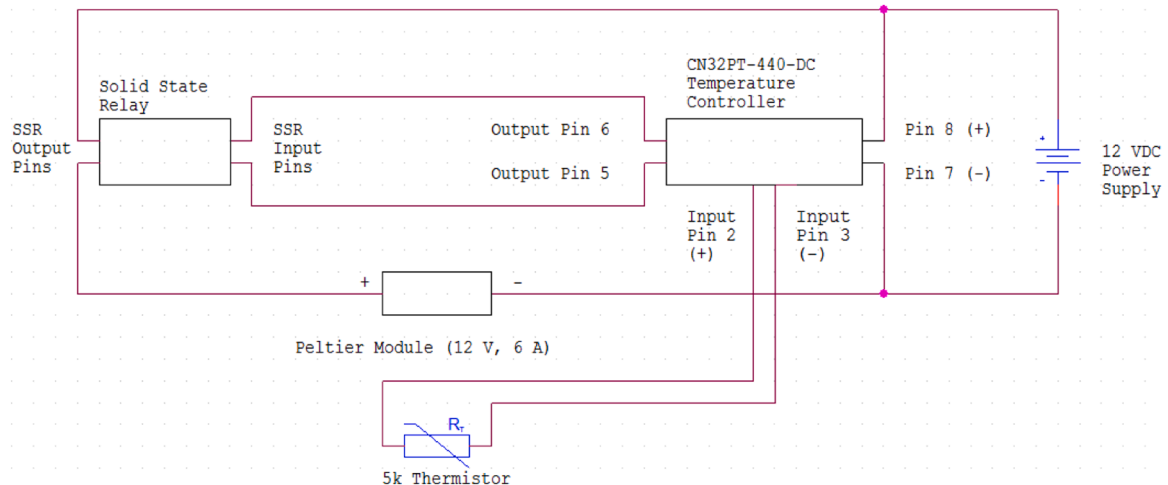 CN32PT-440-DC
Temperature
Controller
Solid State
Relay
SSR
Output
Pins
SSR
Input
Pins
Output Pin 6
Output Pin 5
Pin 8 (+)
Pin 7 (-)
+
-
12 VDC
Power
Supply
Input
Pin 2
(+)
Input
Pin 3
(-)
+
-
Peltier Module (12 V, 6 A)
RT
5k Thermistor